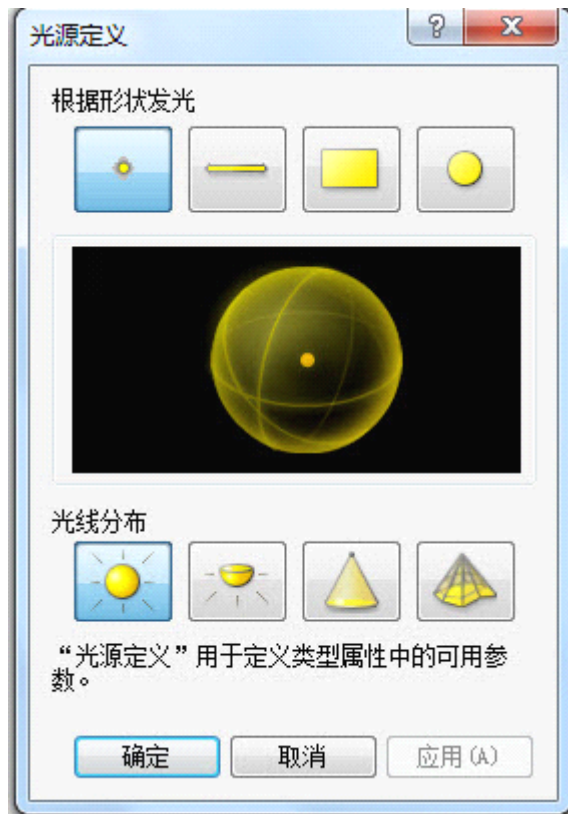 光源定义
根据形状发光
光线分布
“光源定义”用于定义类型属性中的可用参
数。
确定
取消
应用(A)